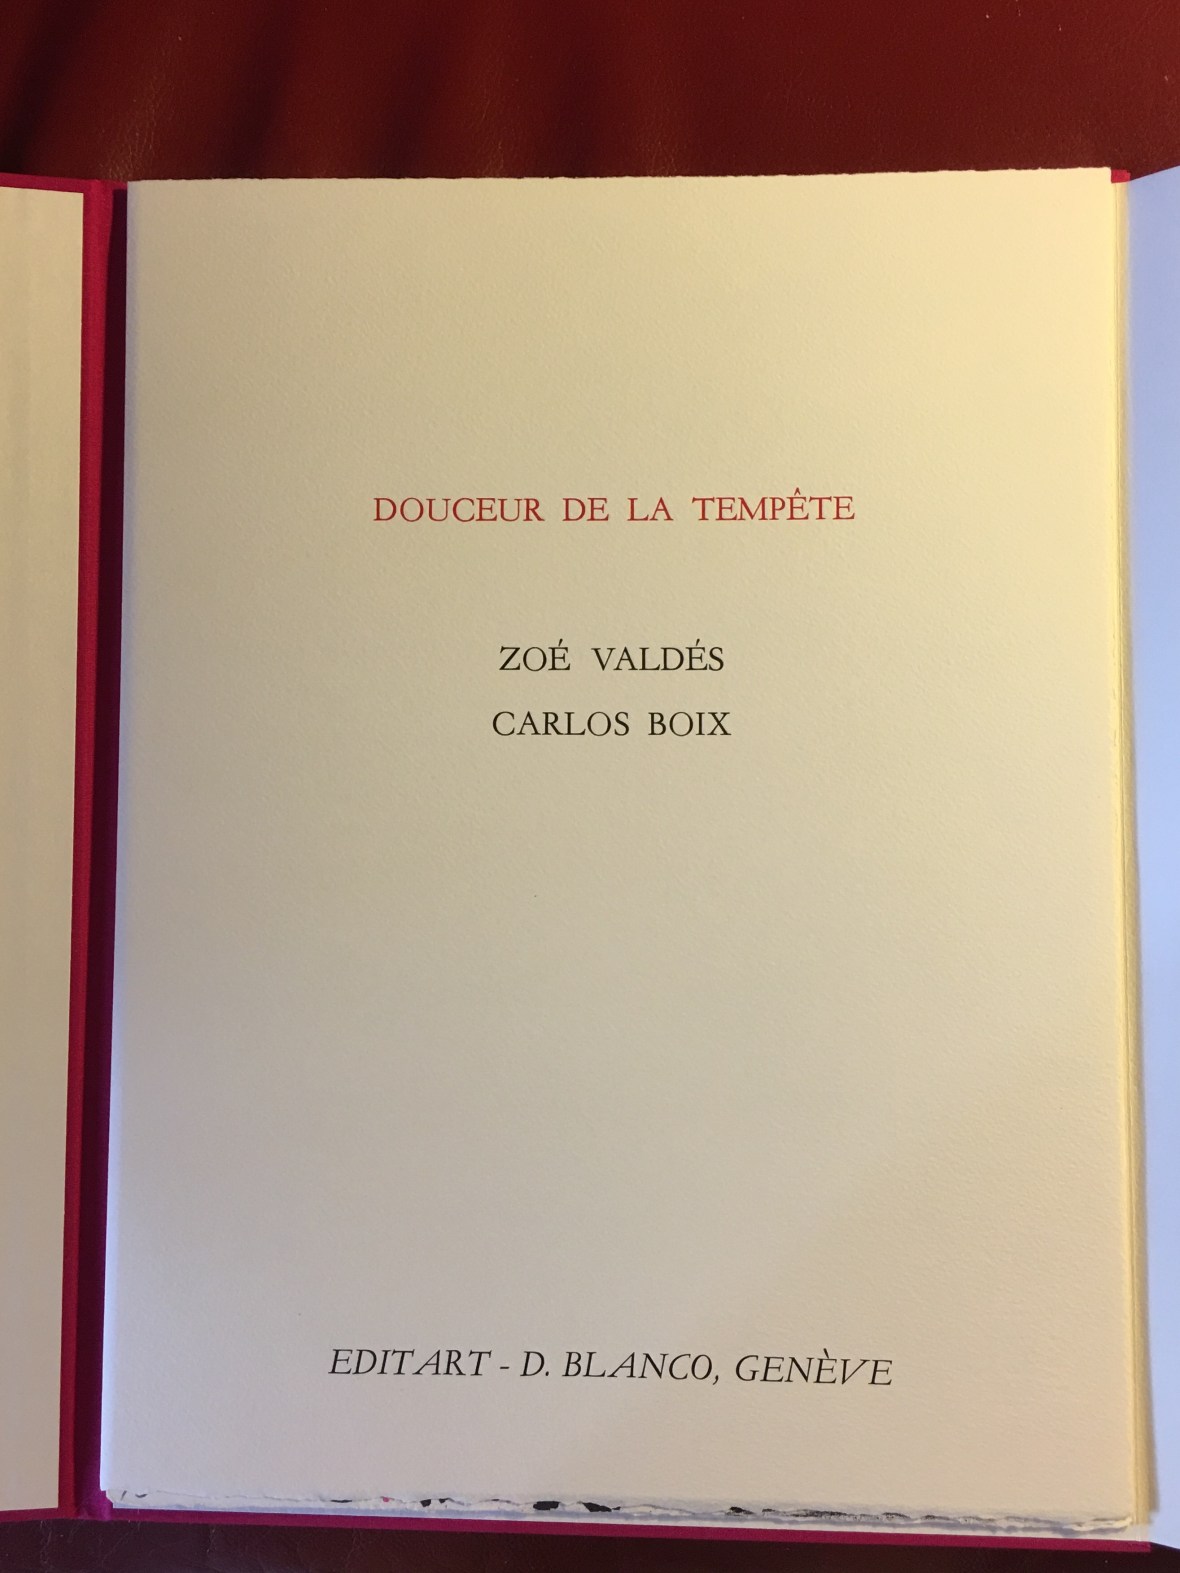 DOUCEUR DE LA TEMPÊTE
ZOÉ VALDÉS
CARLOS BOIX
EDITART - D. BLANCO, GENÈVE